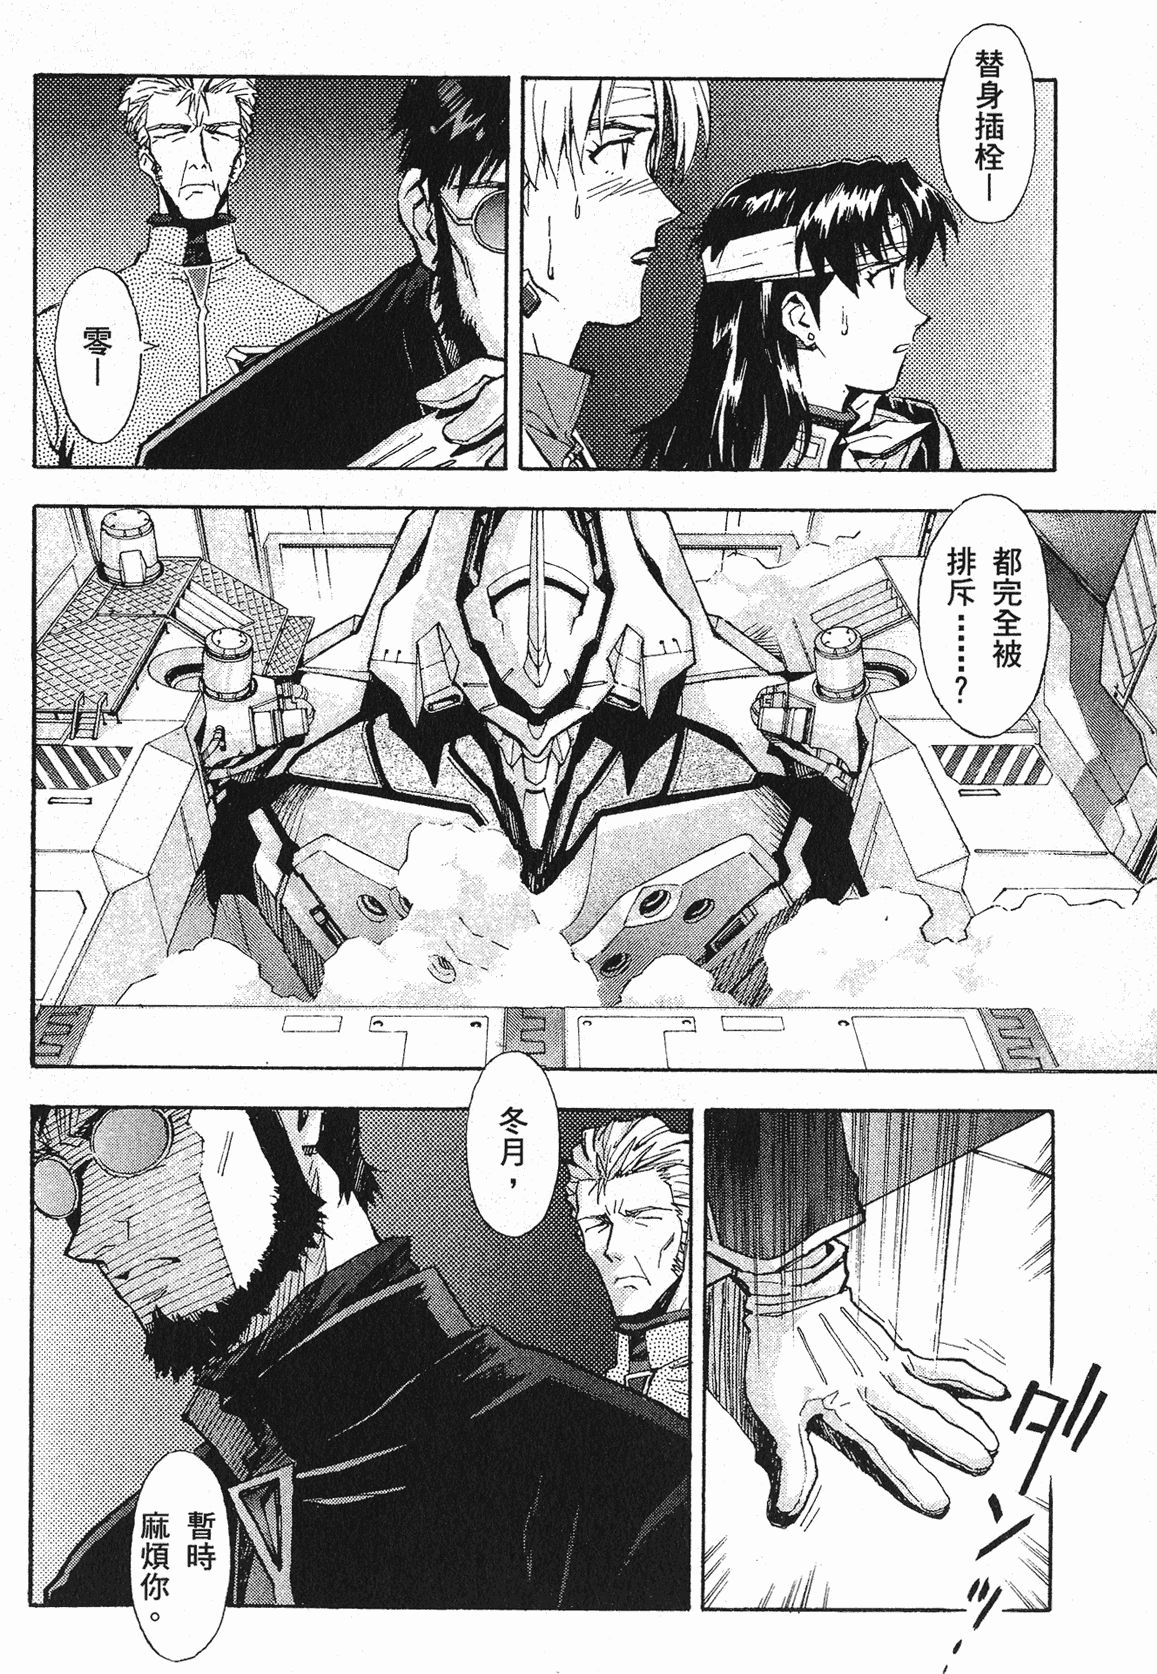 替身插栓—
零—
都完全被
排斥……?
ダンッ
冬月，
暫時
麻煩你。